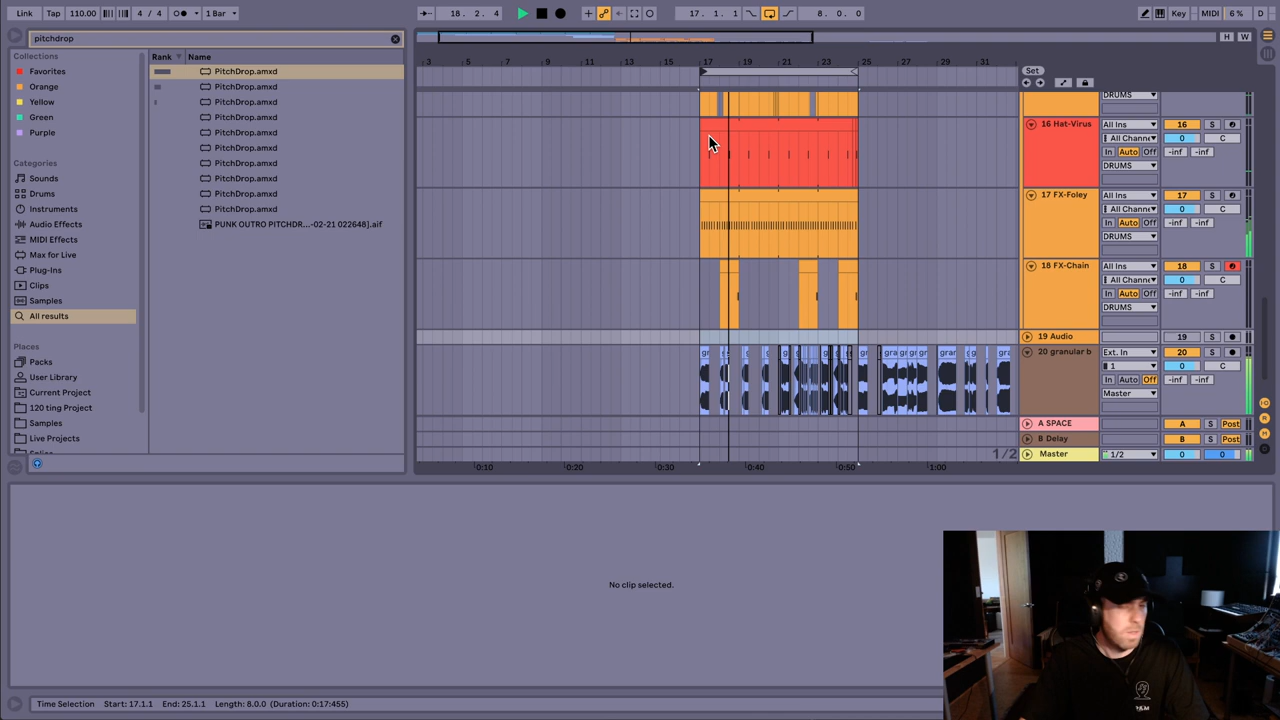 Link Tap 110.00 4 / 4 1 Bar 18. 2. 4 17. 1. 1 8. 0. 0 Key MIDI 6 % D
pitchdrop H W
Collections Rank Name
Favorites
Orange
Yellow
Green
Purple
Categories
Sounds
Drums
Instruments
Audio Effects
MIDI Effects
Max for Live
Plug-Ins
Clips
Samples
All results
Places
Packs
User Library
Current Project
120 ting Project
Samples
Live Projects
PitchDrop.amxd
PitchDrop.amxd
PitchDrop.amxd
PitchDrop.amxd
PitchDrop.amxd
PitchDrop.amxd
PitchDrop.amxd
PitchDrop.amxd
PitchDrop.amxd
PitchDrop.amxd
PUNK OUTRO PITCHDR...-02-21 022648].aif
3 5 7 9 11 13 15 17 19 21 23 25 27 29 31
Set
DRUMS
16 Hat-Virus All Ins 16 S
All Channe 0 C
In Auto Off -inf -inf
DRUMS
17 FX-Foley All Ins 17 S
All Channe 0 C
In Auto Off -inf -inf
DRUMS
18 FX-Chain All Ins 18 S
All Channe 0 C
In Auto Off -inf -inf
DRUMS
19 Audio 19 S
20 granular b Ext. In 20 S
1 0 C
In Auto Off -inf -inf
Master
A SPACE A S Post
B Delay B S Post
1/2 Master 1/2 0 0
0:10 0:20 0:30 0:40 0:50 1:00
No clip selected.
Time Selection Start: 17.1.1 End: 25.1.1 Length: 8.0.0 (Duration: 0:17:455)